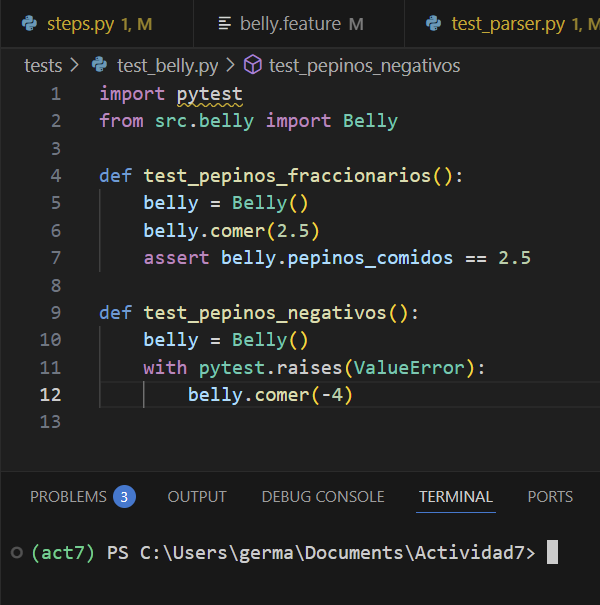 steps.py 1, M belly.feature M test_parser.py 1, M
tests > test_belly.py > test_pepinos_negativos
1 import pytest
2 from src.belly import Belly
3
4 def test_pepinos_fraccionarios():
5 belly = Belly()
6 belly.comer(2.5)
7 assert belly.pepinos_comidos == 2.5
8
9 def test_pepinos_negativos():
10 belly = Belly()
11 with pytest.raises(ValueError):
12 belly.comer(-4)
13
PROBLEMS 3 OUTPUT DEBUG CONSOLE TERMINAL PORTS
(act7) PS C:\Users\germa\Documents\Actividad7>